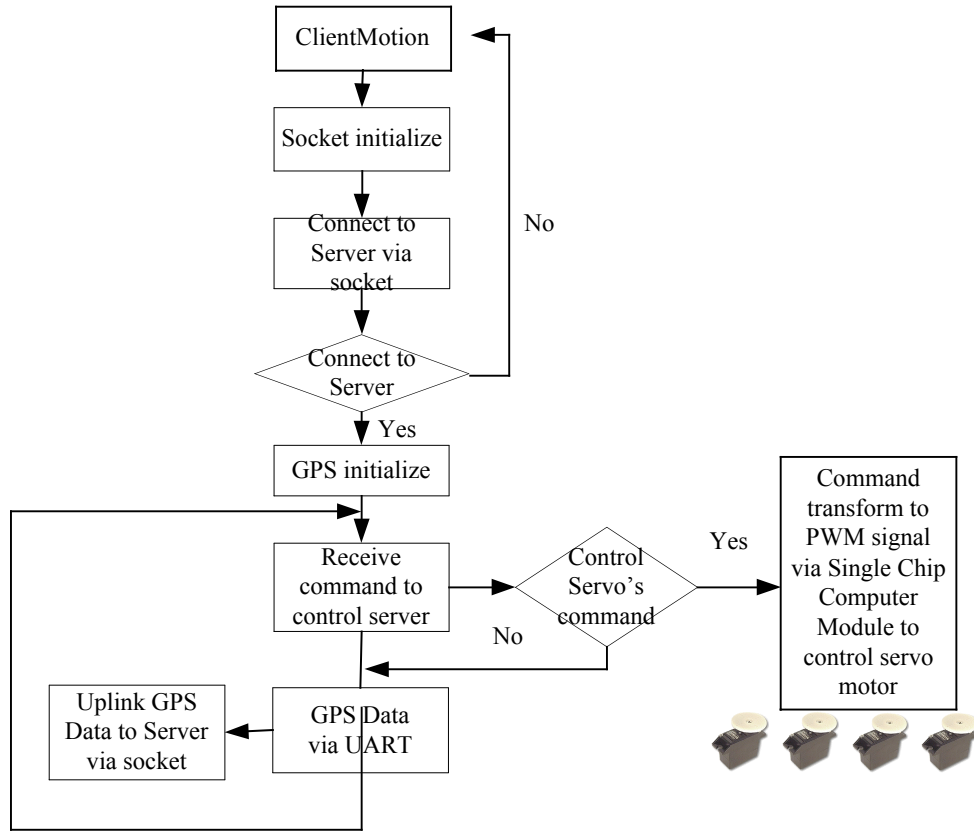 ClientMotion
Socket initialize
Connect to
Server via
socket
No
Connect to
Server
Yes
GPS initialize
Receive
command to
control server
Control
Servo's
command
Yes
No
Command
transform to
PWM signal
via Single Chip
Computer
Module to
control servo
motor
Uplink GPS
Data to Server
via socket
GPS Data
via UART